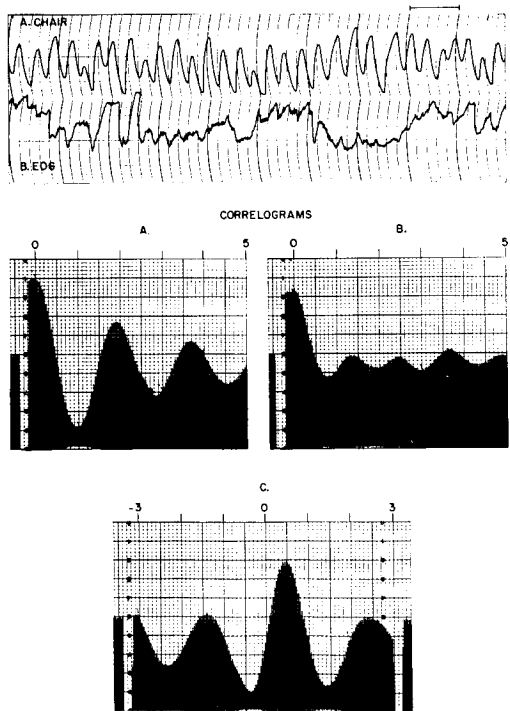 A. CHAIR
B. EOG
CORRELOGRAMS
A.
B.
0 5
0 5
C.
-3 0 3